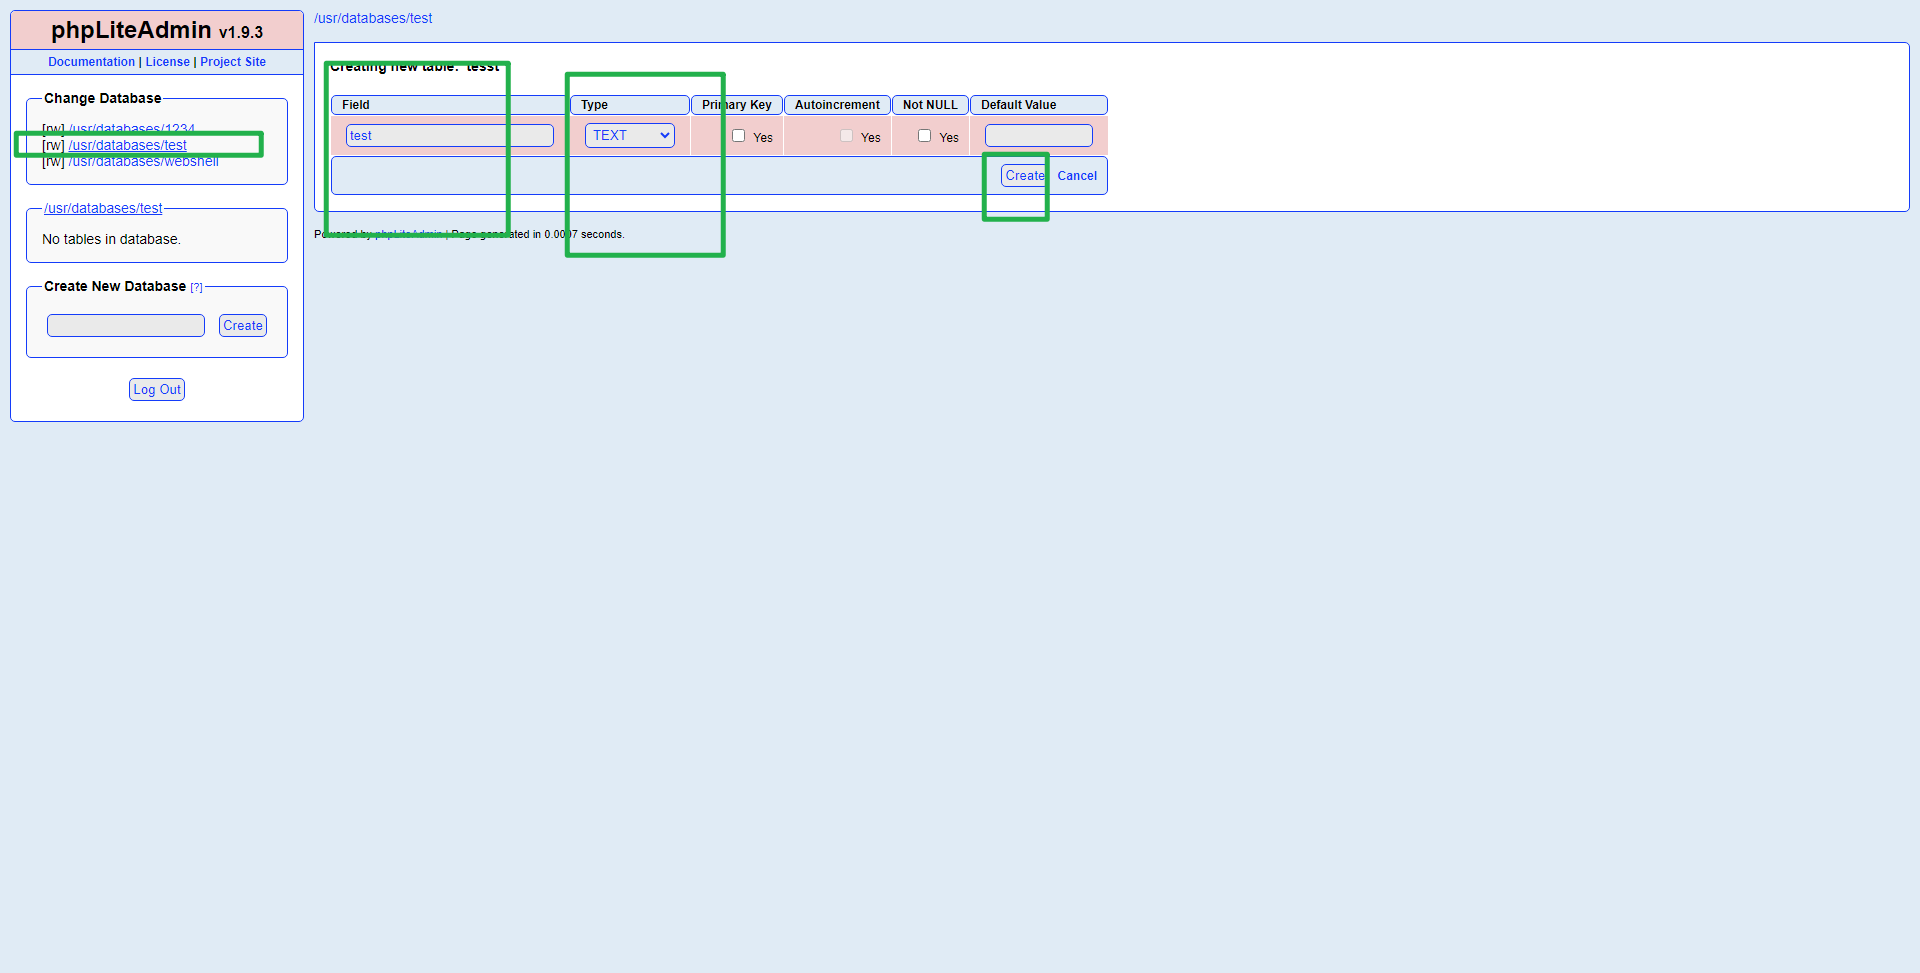 phpLiteAdmin v1.9.3
Documentation | License | Project Site
Change Database
[rw] /usr/databases/1234
[rw] /usr/databases/test
[rw] /usr/databases/webshell
/usr/databases/test
No tables in database.
Create New Database [?]
Create
Log Out
/usr/databases/test
Creating new table: 'tesst'
Field Type Primary Key Autoincrement Not NULL Default Value
test TEXT Yes Yes Yes
Create Cancel
Powered by phpLiteAdmin | Page generated in 0.0097 seconds.